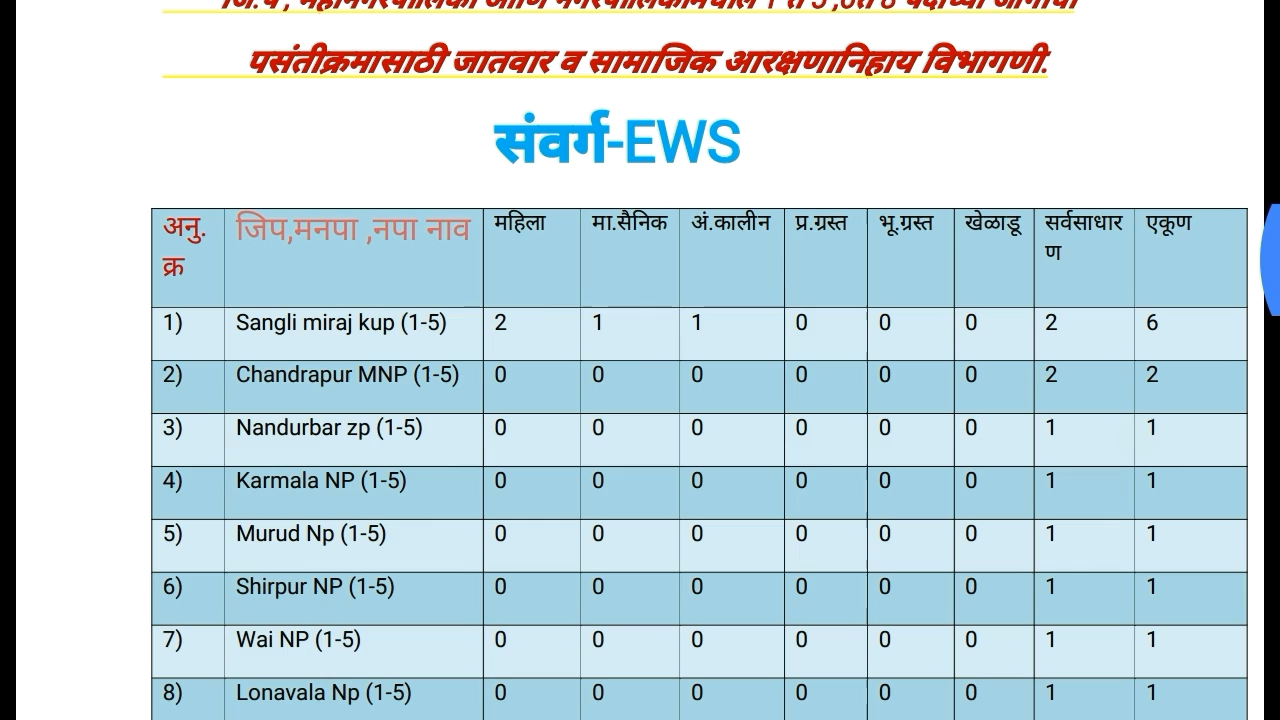 पसंतीक्रमासाठी जातवार व सामाजिक आरक्षणानिहाय विभागणी.
संवर्ग-EWS
अनु. जिप,मनपा ,नपा नाव महिला मा.सैनिक अं.कालीन प्र.ग्रस्त भू.ग्रस्त खेळाडू सर्वसाधार एकूण
क्र ण
1) Sangli miraj kup (1-5) 2 1 1 0 0 0 2 6
2) Chandrapur MNP (1-5) 0 0 0 0 0 0 2 2
3) Nandurbar zp (1-5) 0 0 0 0 0 0 1 1
4) Karmala NP (1-5) 0 0 0 0 0 0 1 1
5) Murud Np (1-5) 0 0 0 0 0 0 1 1
6) Shirpur NP (1-5) 0 0 0 0 0 0 1 1
7) Wai NP (1-5) 0 0 0 0 0 0 1 1
8) Lonavala Np (1-5) 0 0 0 0 0 0 1 1